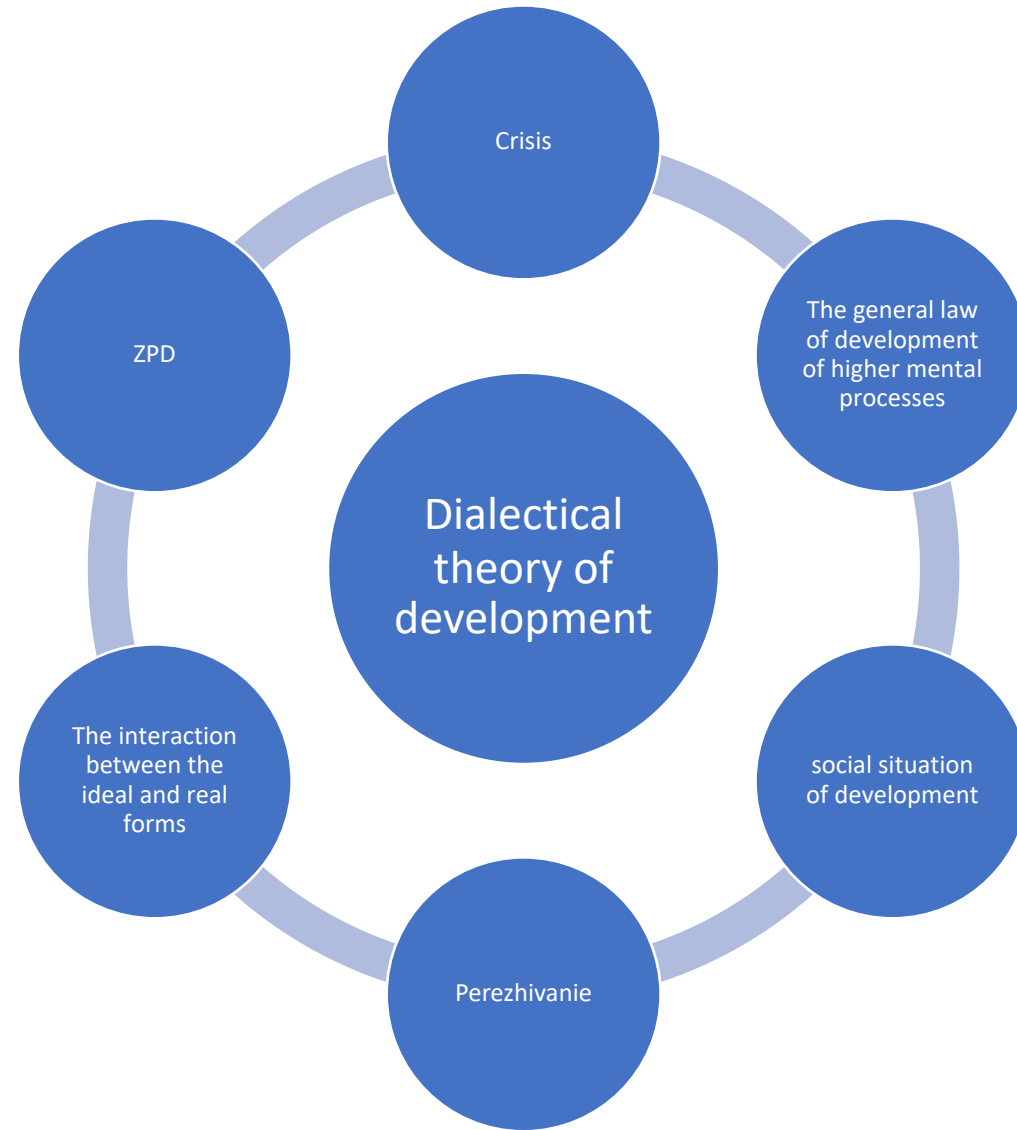 Crisis
The general law
of development
of higher mental
processes
ZPD
Dialectical
theory of
development
The interaction
between the
ideal and real
forms
social situation
of development
Perezhivanie